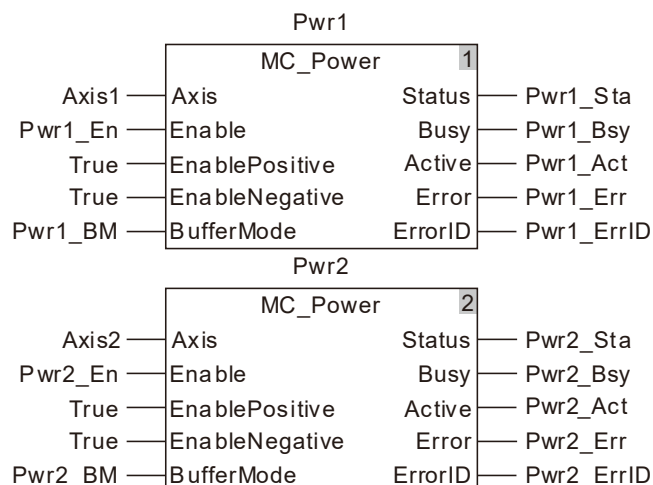 Pwr1
MC_Power 1
Axis1 Axis Status Pwr1_Sta
Pwr1_En Enable Busy Pwr1_Bsy
True EnablePositive Active Pwr1_Act
True EnableNegative Error Pwr1_Err
Pwr1_BM BufferMode ErrorID Pwr1_ErrID
Pwr2
MC_Power 2
Axis2 Axis Status Pwr2_Sta
Pwr2_En Enable Busy Pwr2_Bsy
True EnablePositive Active Pwr2_Act
True EnableNegative Error Pwr2_Err
Pwr2_BM BufferMode ErrorID Pwr2_ErrID